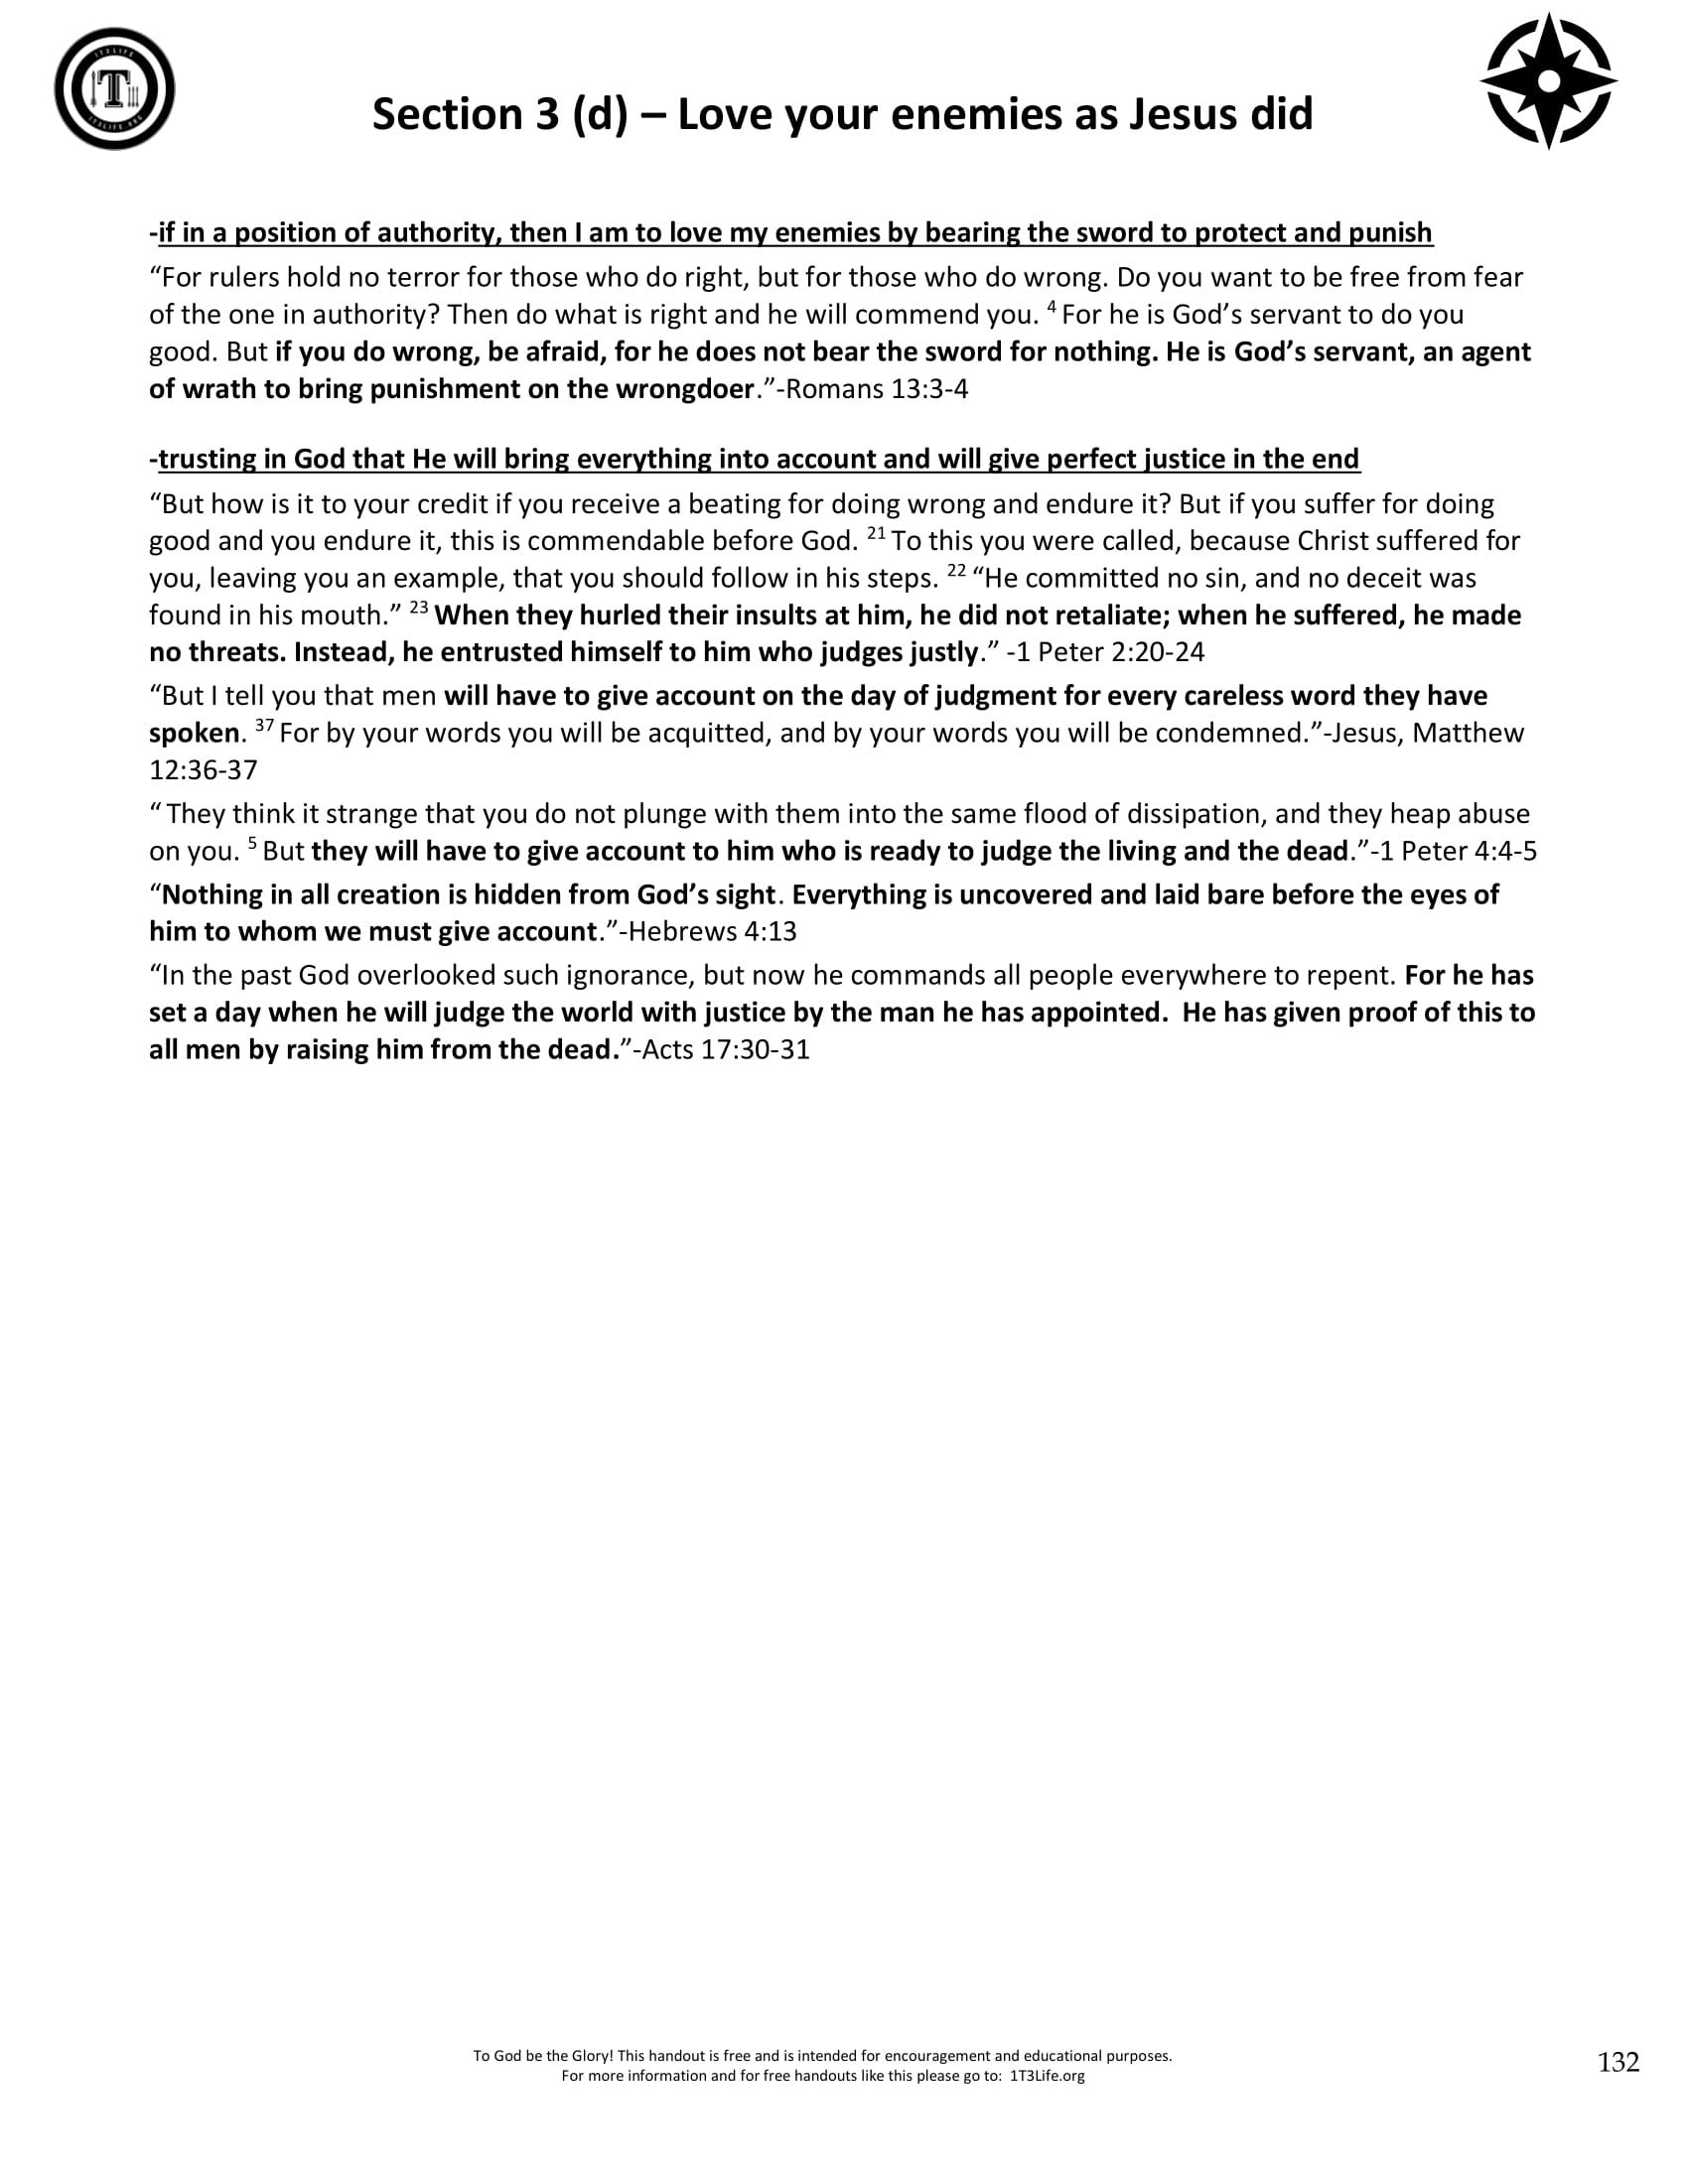 1T3LIFE
T
1T3LIFE.ORG
Section 3 (d) – Love your enemies as Jesus did
-if in a position of authority, then I am to love my enemies by bearing the sword to protect and punish
“For rulers hold no terror for those who do right, but for those who do wrong. Do you want to be free from fear
of the one in authority? Then do what is right and he will commend you. 4 For he is God’s servant to do you
good. But if you do wrong, be afraid, for he does not bear the sword for nothing. He is God’s servant, an agent
of wrath to bring punishment on the wrongdoer.”-Romans 13:3-4
-trusting in God that He will bring everything into account and will give perfect justice in the end
“But how is it to your credit if you receive a beating for doing wrong and endure it? But if you suffer for doing
good and you endure it, this is commendable before God. 21 To this you were called, because Christ suffered for
you, leaving you an example, that you should follow in his steps. 22 “He committed no sin, and no deceit was
found in his mouth.” 23 When they hurled their insults at him, he did not retaliate; when he suffered, he made
no threats. Instead, he entrusted himself to him who judges justly.” -1 Peter 2:20-24
“But I tell you that men will have to give account on the day of judgment for every careless word they have
spoken. 37 For by your words you will be acquitted, and by your words you will be condemned.”-Jesus, Matthew
12:36-37
“ They think it strange that you do not plunge with them into the same flood of dissipation, and they heap abuse
on you. 5 But they will have to give account to him who is ready to judge the living and the dead.”-1 Peter 4:4-5
“Nothing in all creation is hidden from God’s sight. Everything is uncovered and laid bare before the eyes of
him to whom we must give account.”-Hebrews 4:13
“In the past God overlooked such ignorance, but now he commands all people everywhere to repent. For he has
set a day when he will judge the world with justice by the man he has appointed.  He has given proof of this to
all men by raising him from the dead.”-Acts 17:30-31
To God be the Glory! This handout is free and is intended for encouragement and educational purposes.
For more information and for free handouts like this please go to:  1T3Life.org
132